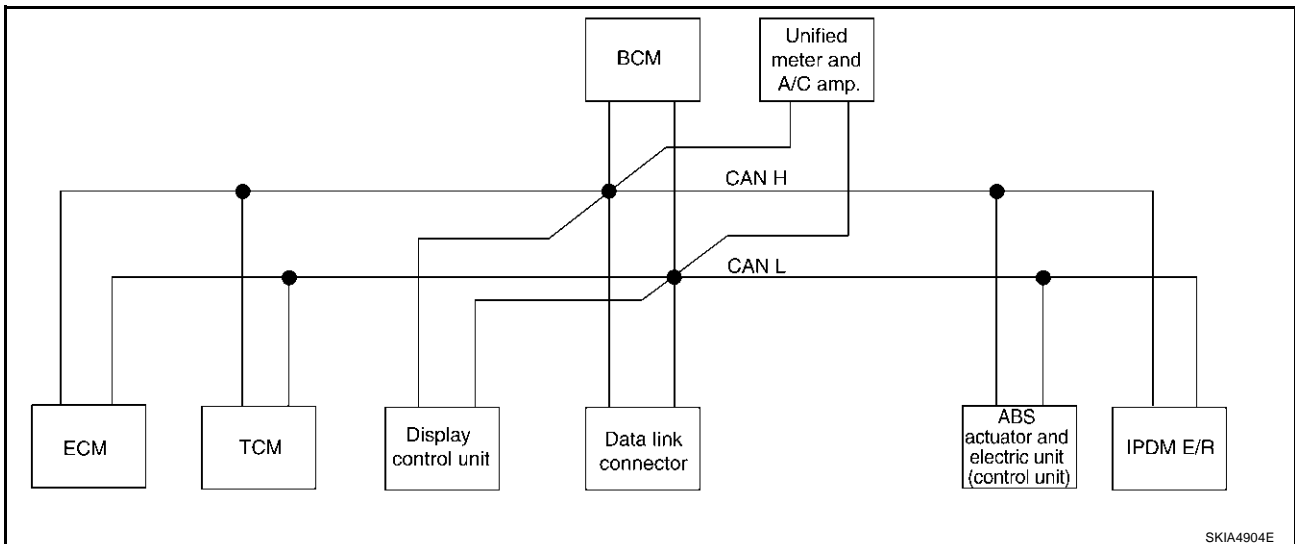 BCM
Unified
meter and
A/C amp.
CAN H
CAN L
ECM
TCM
Display
control unit
Data link
connector
ABS
actuator and
electric unit
(control unit)
IPDM E/R
SKIA4904E